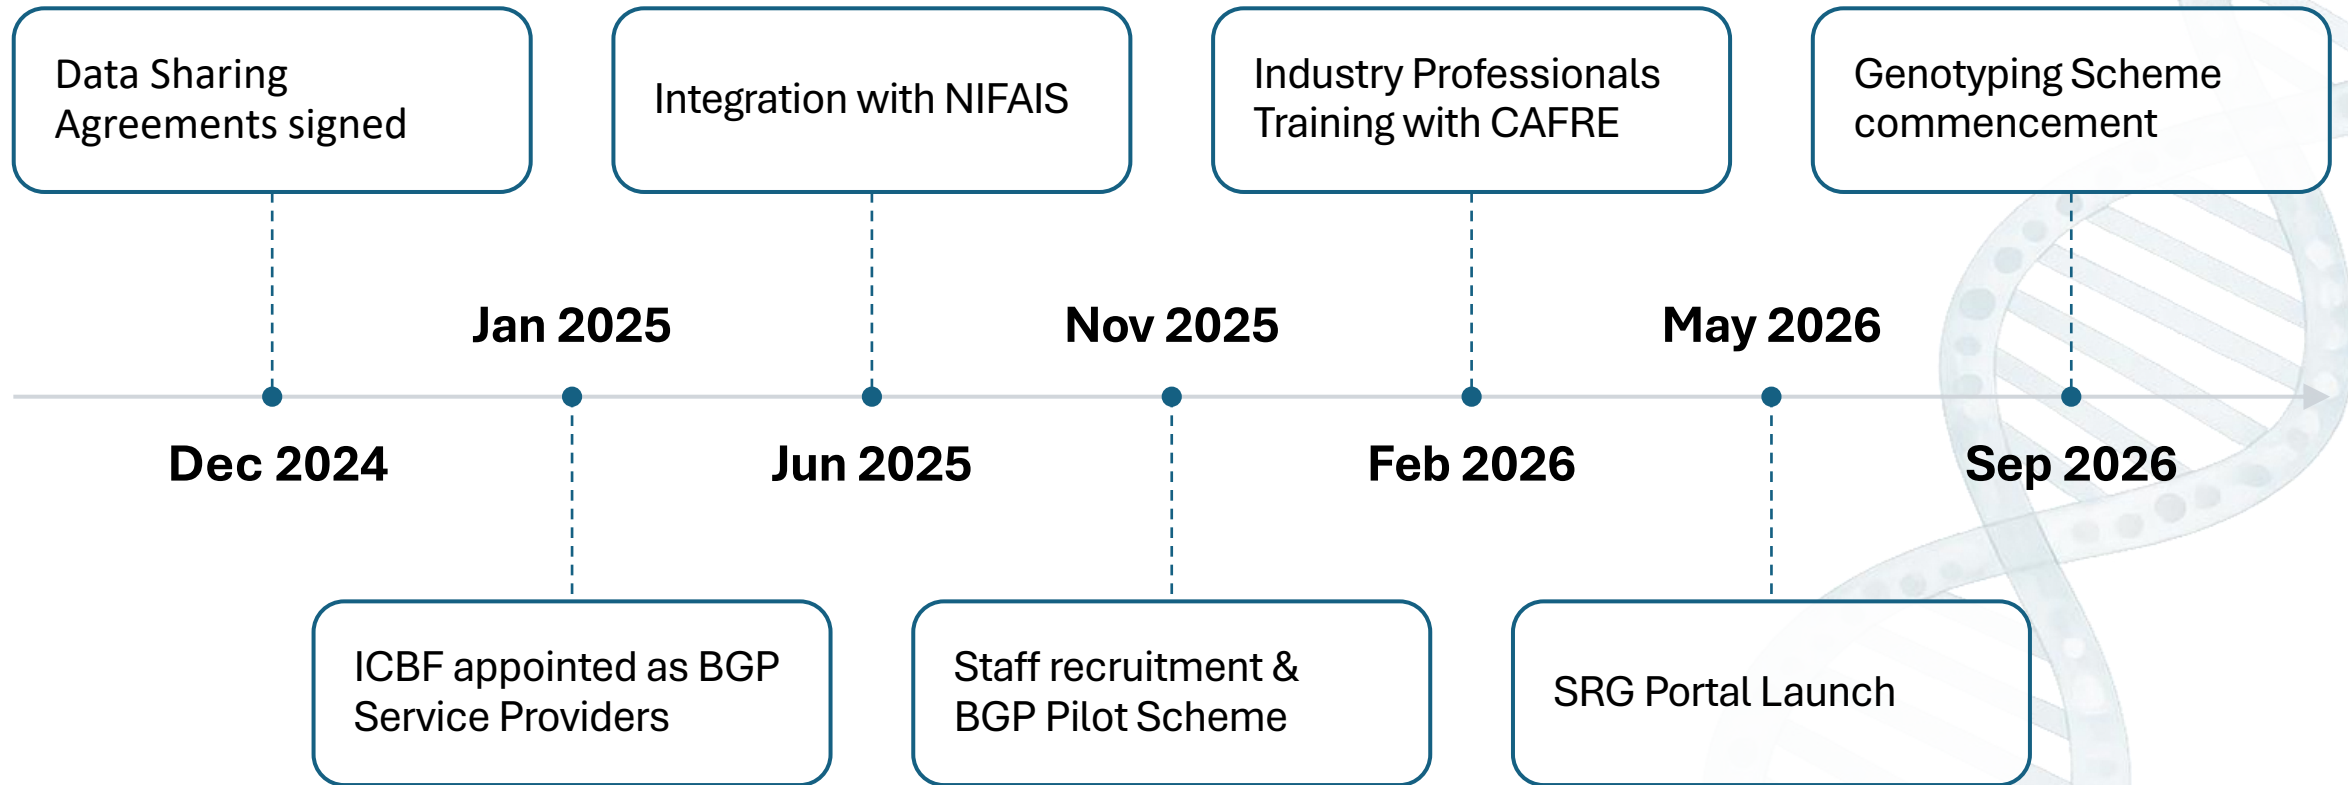 Data Sharing
Agreements signed
Integration with NIFAIS
Industry Professionals
Training with CAFRE
Genotyping Scheme
commencement
Jan 2025
Nov 2025
May 2026
Dec 2024
Jun 2025
Feb 2026
Sep 2026
ICBF appointed as BGP
Service Providers
Staff recruitment &
BGP Pilot Scheme
SRG Portal Launch